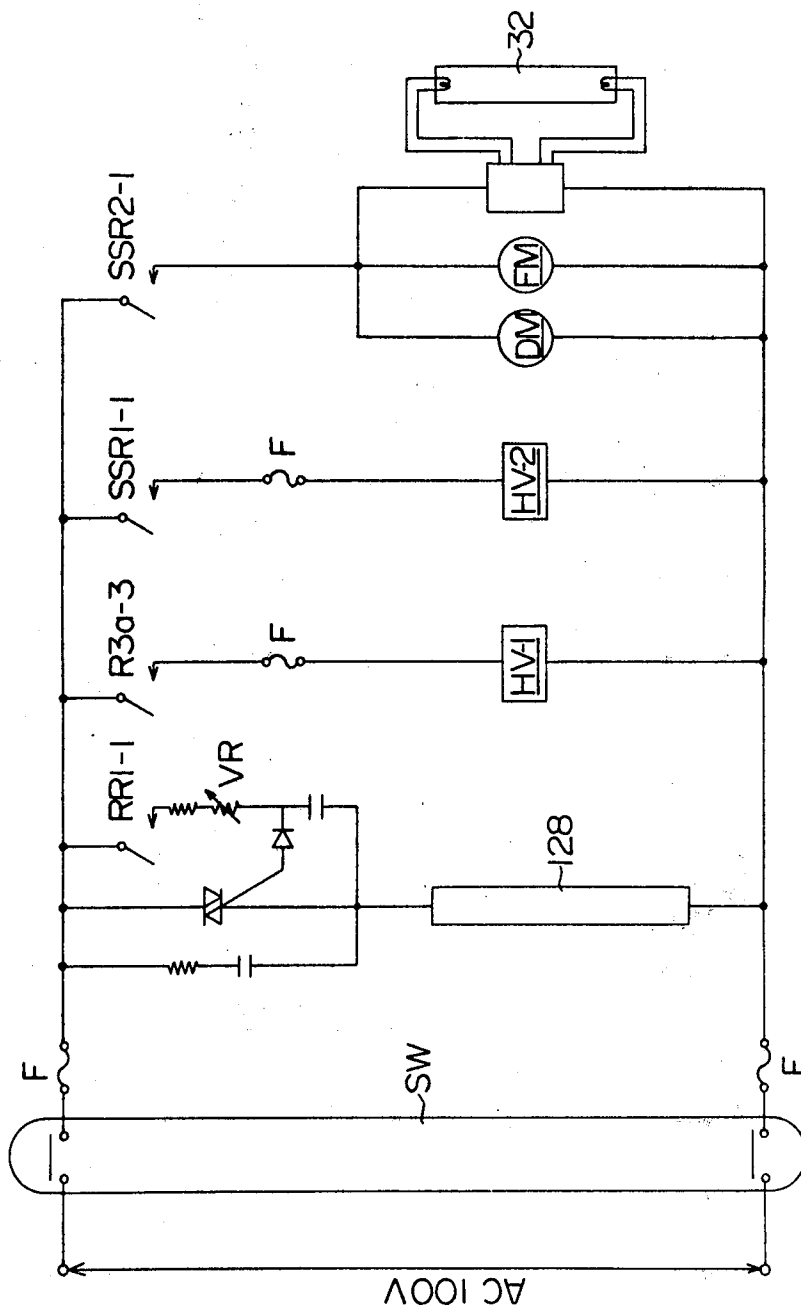 AC 100V
SW
F
F
RR1-1
VR
128
R3a-3
F
HV-1
SSR1-1
F
HV-2
SSR2-1
DM
FM
32